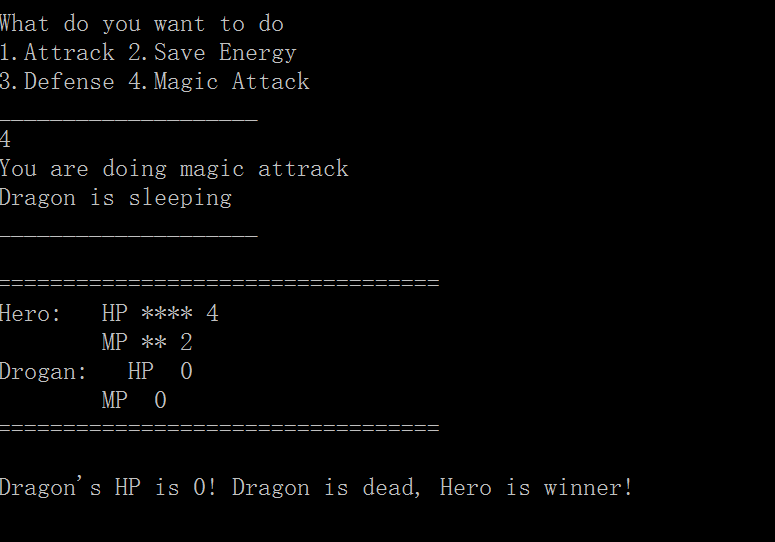 What do you want to do
1.Attrack 2.Save Energy
3.Defense 4.Magic Attack
____________________
4
You are doing magic attrack
Dragon is sleeping
____________________
==================================
Hero:   HP **** 4
        MP ** 2
Drogan:   HP  0
        MP  0
==================================
Dragon's HP is 0! Dragon is dead, Hero is winner!